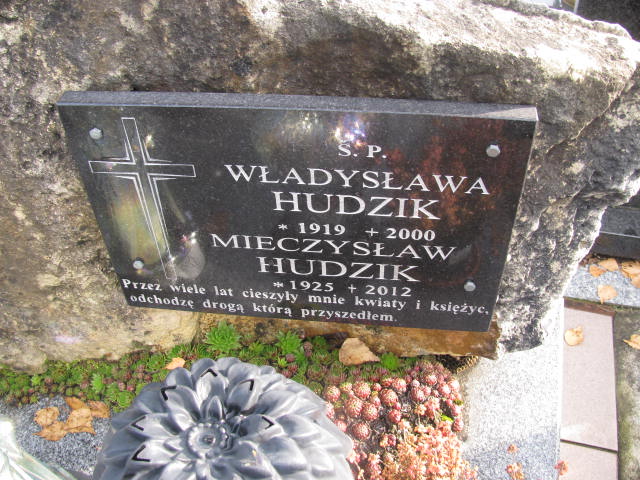 Ś. P.
WŁADYSŁAWA
HUDZIK
* 1919 + 2000
MIECZYSŁAW
HUDZIK
* 1925 + 2012
Przez wiele lat cieszyły mnie kwiaty i księżyc,
odchodzę drogą którą przyszedłem.